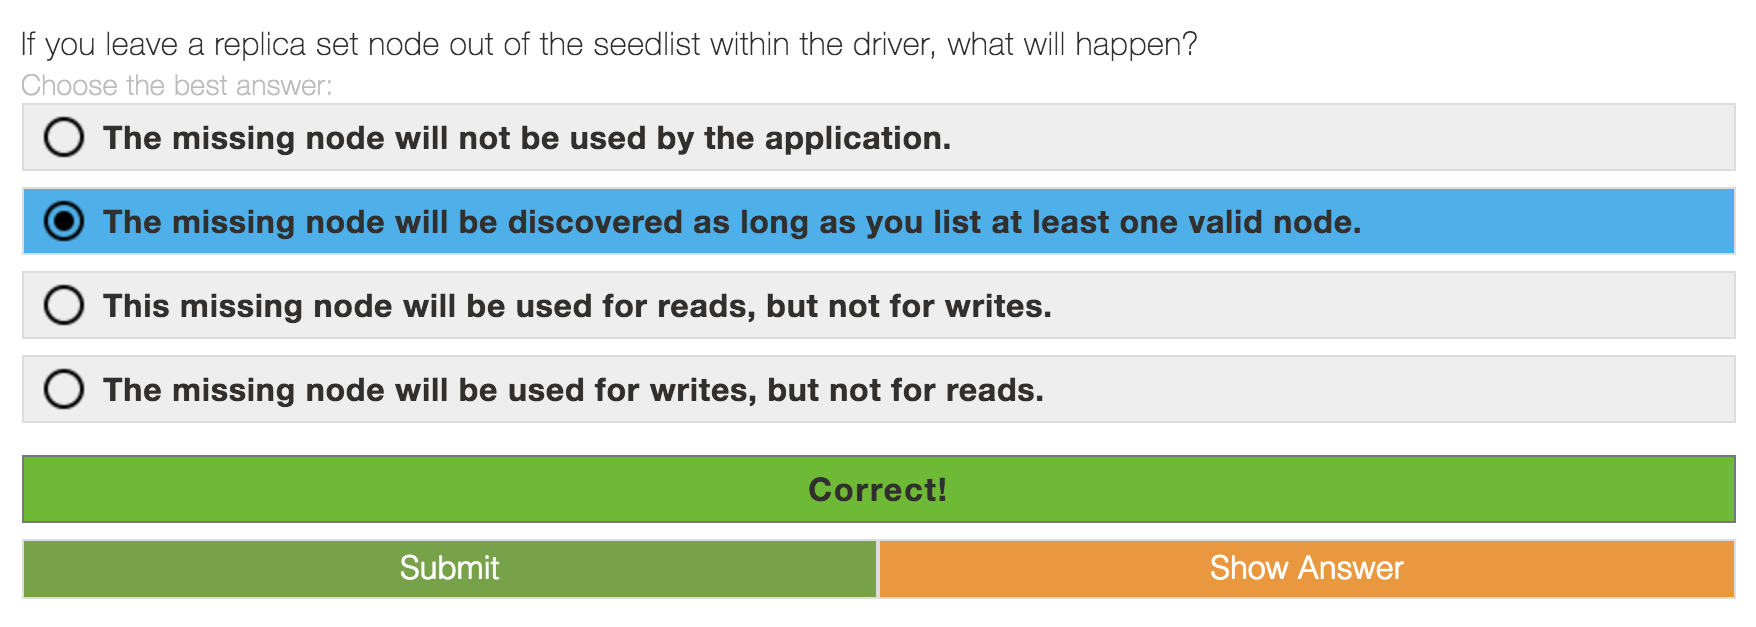 If you leave a replica set node out of the seedlist within the driver, what will happen?
Choose the best answer:
The missing node will not be used by the application.
The missing node will be discovered as long as you list at least one valid node.
This missing node will be used for reads, but not for writes.
The missing node will be used for writes, but not for reads.
Correct!
Submit
Show Answer